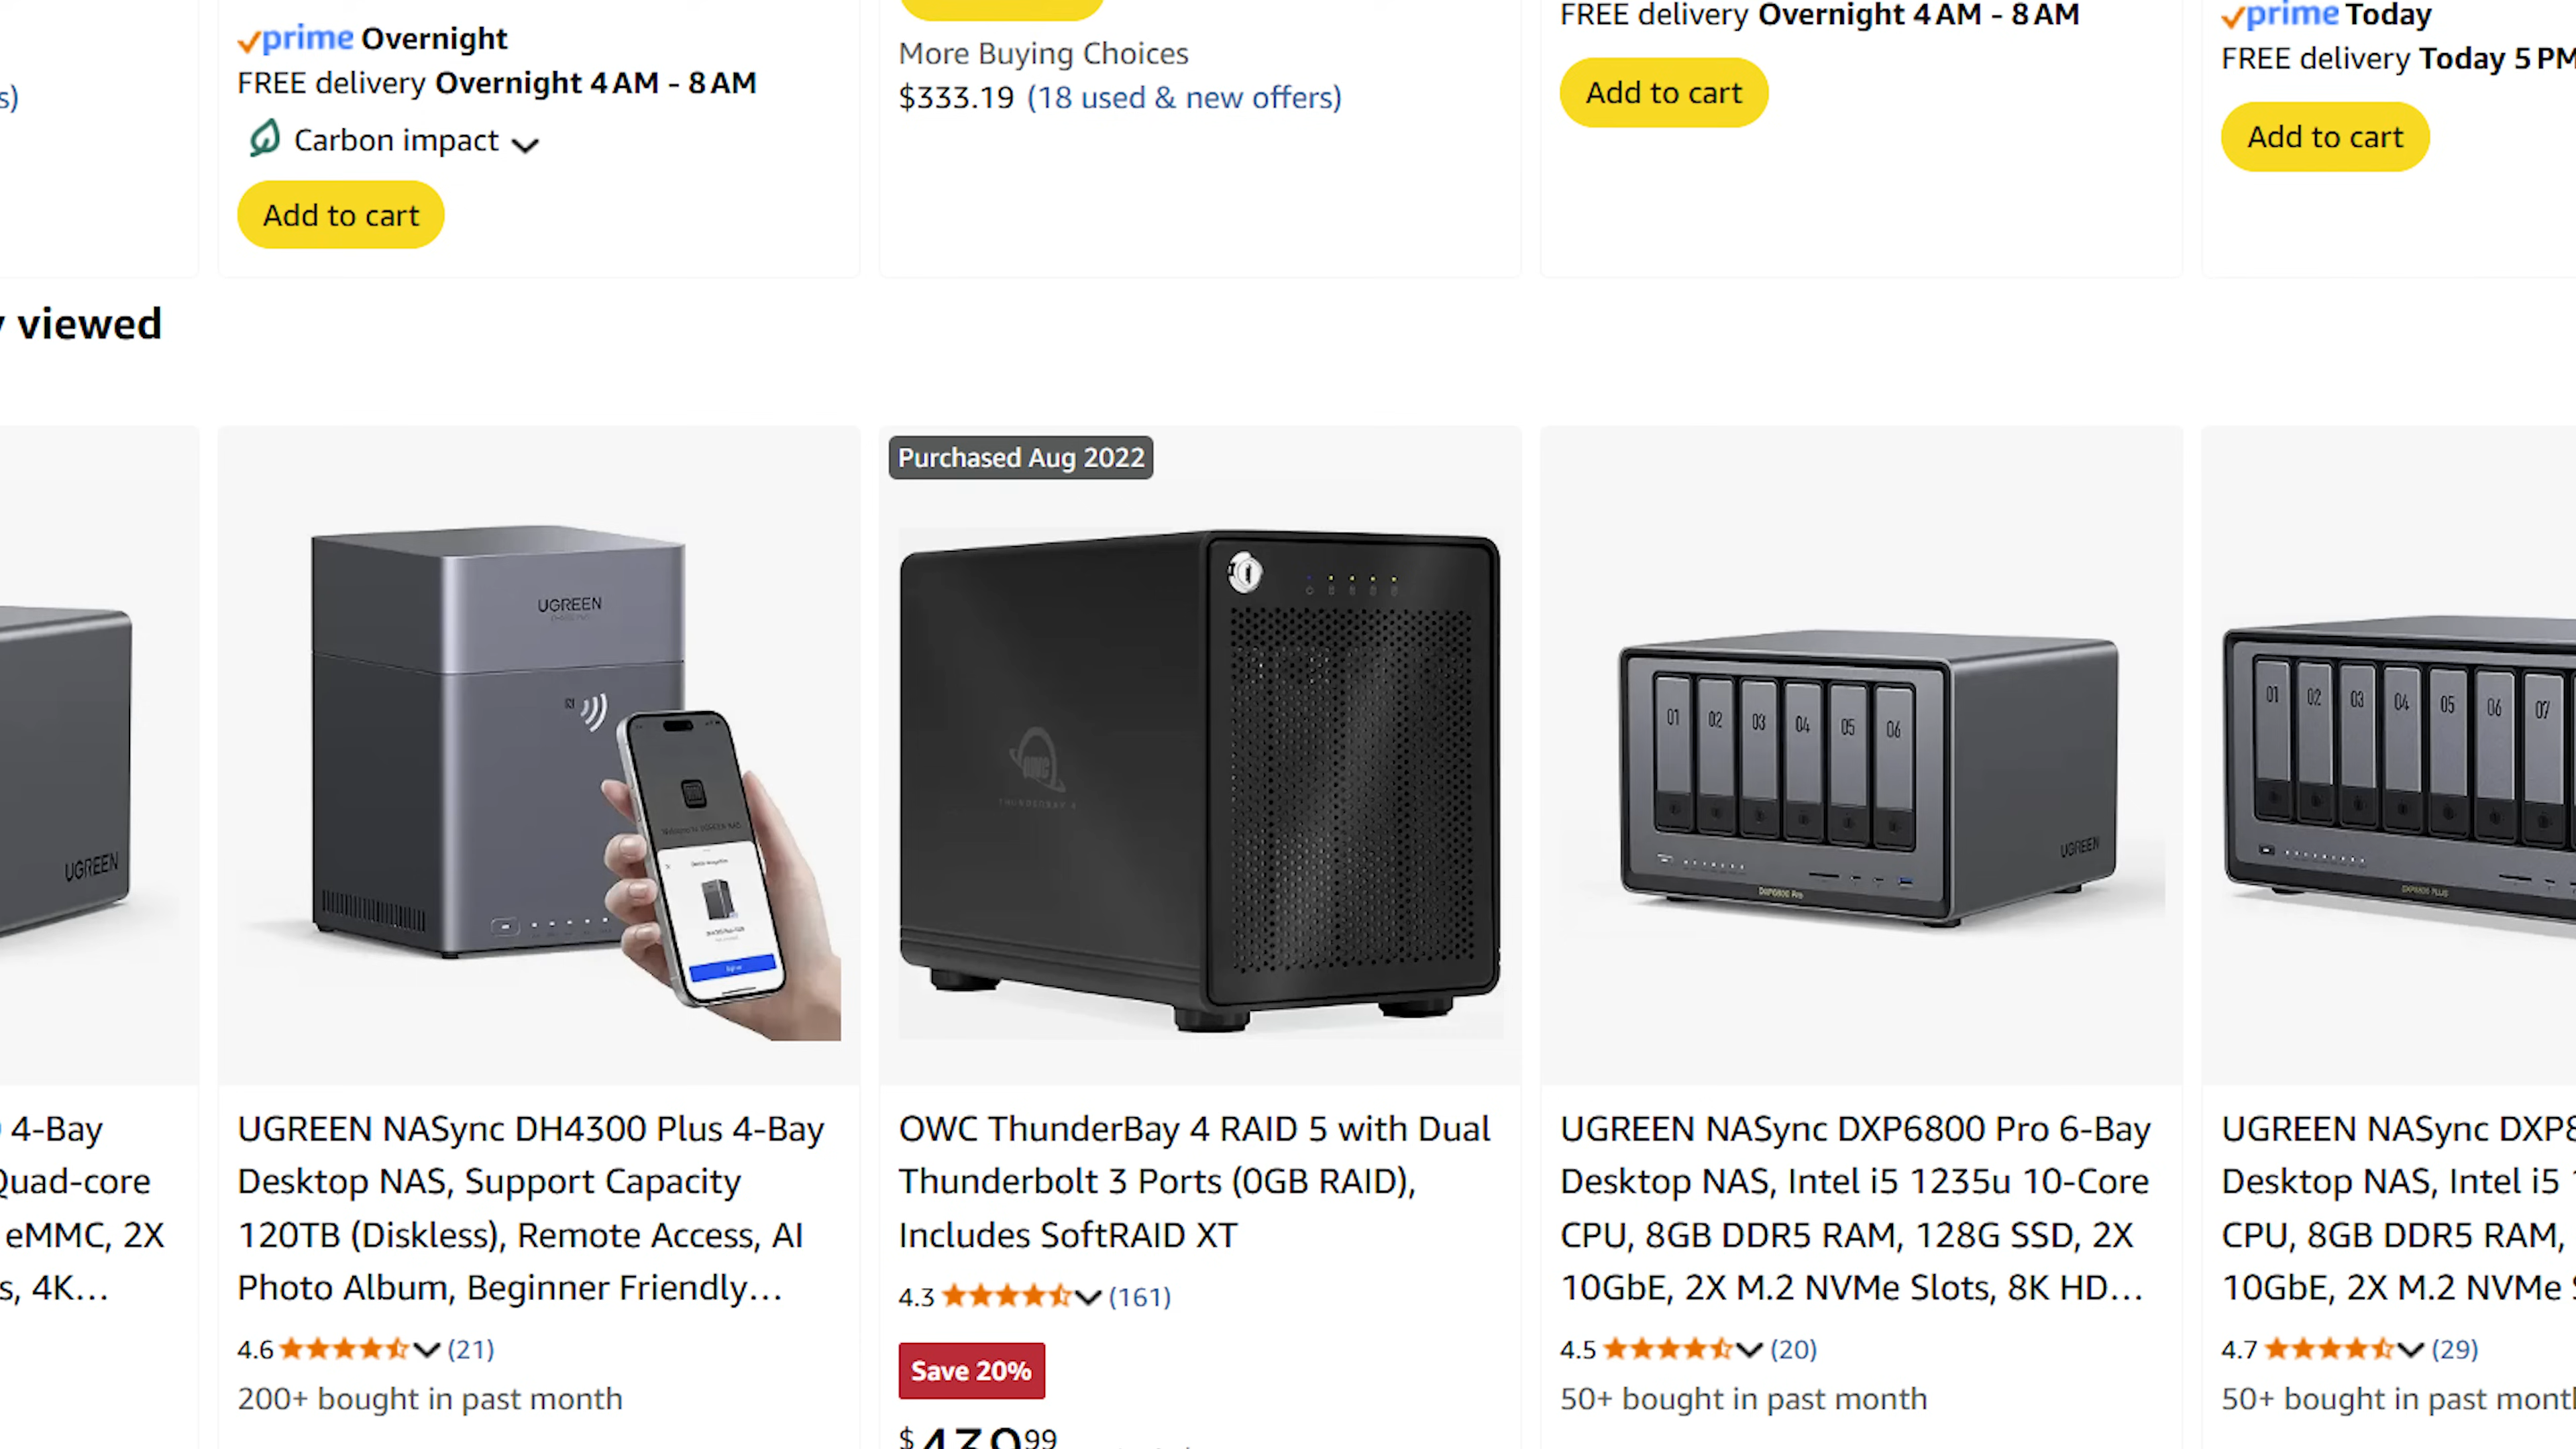 s)
prime Overnight
FREE delivery Overnight 4 AM - 8 AM
Carbon impact
Add to cart
More Buying Choices
$333.19 (18 used & new offers)
FREE delivery Overnight 4 AM - 8 AM
Add to cart
prime Today
FREE delivery Today 5 PM
Add to cart
viewed
UGREEN
UGREEN
Purchased Aug 2022
OWC
THUNDERBAY 4
01 02 03 04 05 06
UGREEN
DXP6800 Pro
01 02 03 04 05 06 07
DXP8800 PLUS
4-Bay
Quad-core
eMMC, 2X
s, 4K...
UGREEN NASync DH4300 Plus 4-Bay
Desktop NAS, Support Capacity
120TB (Diskless), Remote Access, AI
Photo Album, Beginner Friendly...
4.6 (21)
200+ bought in past month
OWC ThunderBay 4 RAID 5 with Dual
Thunderbolt 3 Ports (0GB RAID),
Includes SoftRAID XT
4.3 (161)
Save 20%
$439.99
UGREEN NASync DXP6800 Pro 6-Bay
Desktop NAS, Intel i5 1235u 10-Core
CPU, 8GB DDR5 RAM, 128G SSD, 2X
10GbE, 2X M.2 NVMe Slots, 8K HD...
4.5 (20)
50+ bought in past month
UGREEN NASync DXP8
Desktop NAS, Intel i5
CPU, 8GB DDR5 RAM,
10GbE, 2X M.2 NVMe
4.7 (29)
50+ bought in past month